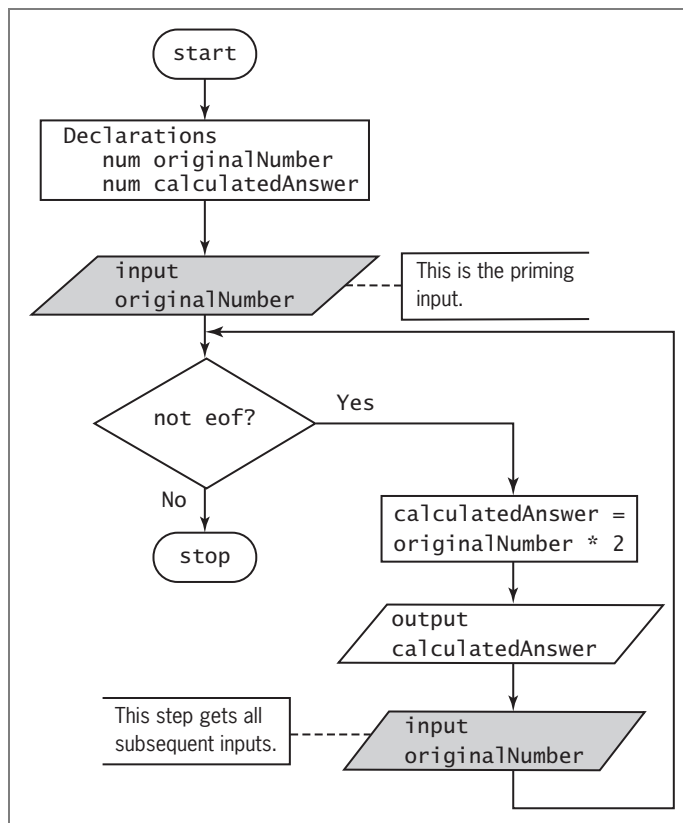 start
Declarations
num originalNumber
num calculatedAnswer
input
originalNumber
This is the priming
input.
not eof?
Yes
No
stop
calculatedAnswer =
originalNumber * 2
output
calculatedAnswer
This step gets all
subsequent inputs.
input
originalNumber